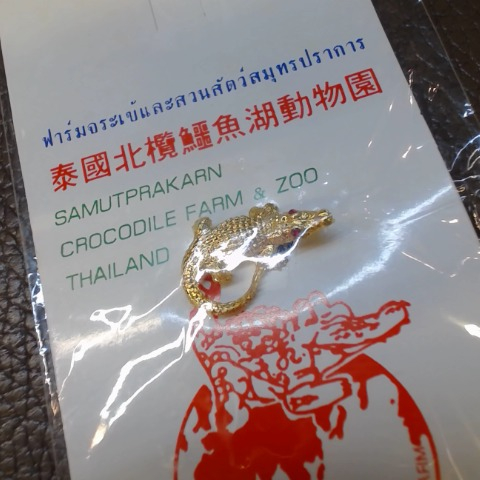 ฟาร์มจระเข้และสวนสัตว์สมุทรปราการ
泰國北欖鱷魚湖動物園
SAMUTPRAKARN
CROCODILE FARM & ZOO
THAILAND